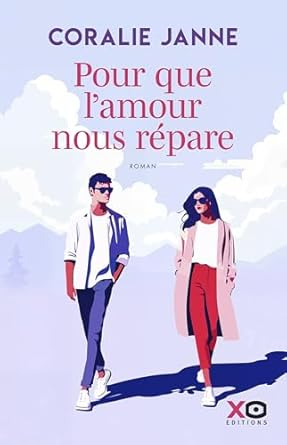 CORALIE JANNE
Pour que
l'amour
nous répare
ROMAN
XO
EDITIONS